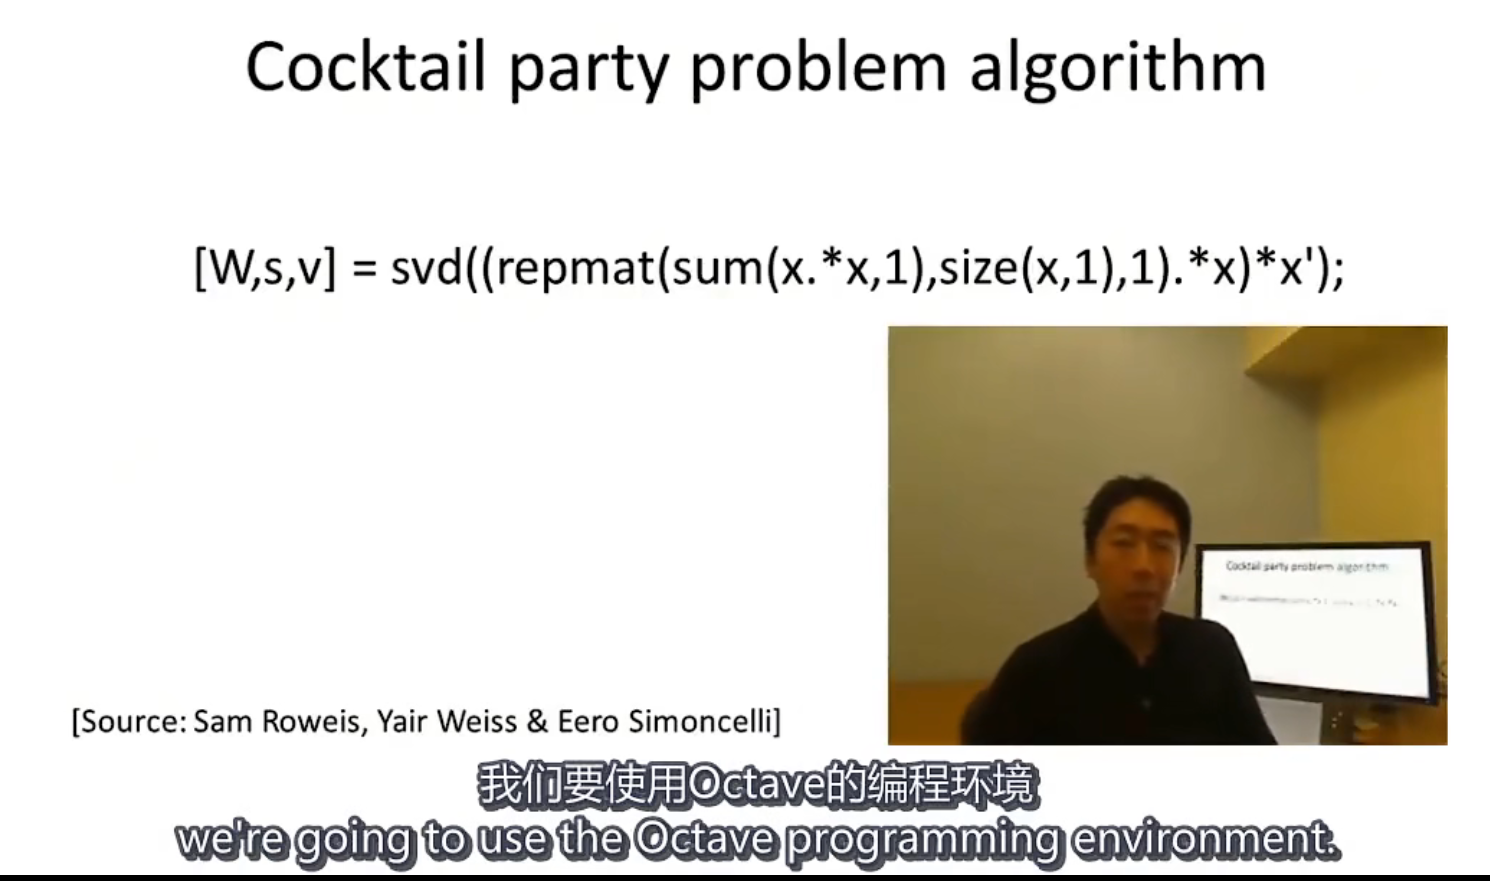 Cocktail party problem algorithm
[W,s,v] = svd((repmat(sum(x.*x,1),size(x,1),1).*x)*x');
Cocktail party problem algorithm
[Source: Sam Roweis, Yair Weiss & Eero Simoncelli]
我们要使用Octave的编程环境
we're going to use the Octave programming environment.